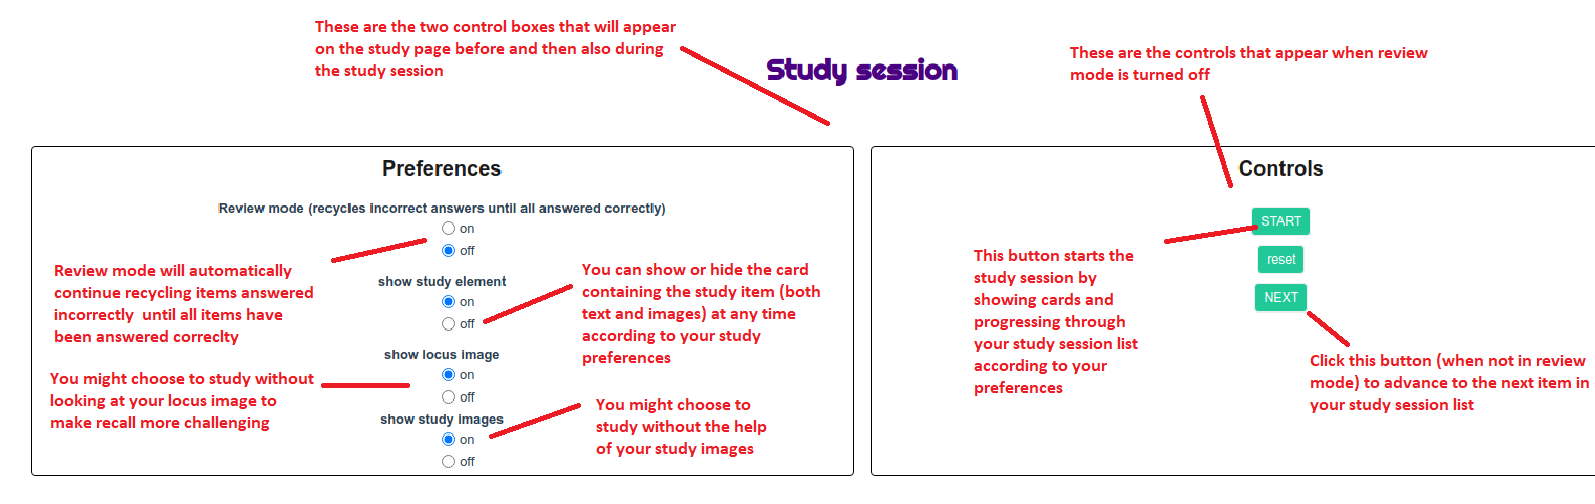 These are the two control boxes that will appear
on the study page before and then also during
the study session
Study session
These are the controls that appear when review
mode is turned off
Preferences
Review mode (recycles incorrect answers until all answered correctly)
on
off
Review mode will automatically
continue recycling items answered
incorrectly until all items have
been answered correclty
show study element
on
off
You can show or hide the card
containing the study item (both
text and images) at any time
according to your study
preferences
show locus image
on
off
You might choose to study without
looking at your locus image to
make recall more challenging
show study images
on
off
You might choose to
study without the help
of your study images
Controls
START
reset
NEXT
This button starts the
study session by
showing cards and
progressing through
your study session list
according to your
preferences
Click this button (when not in review
mode) to advance to the next item in
your study session list